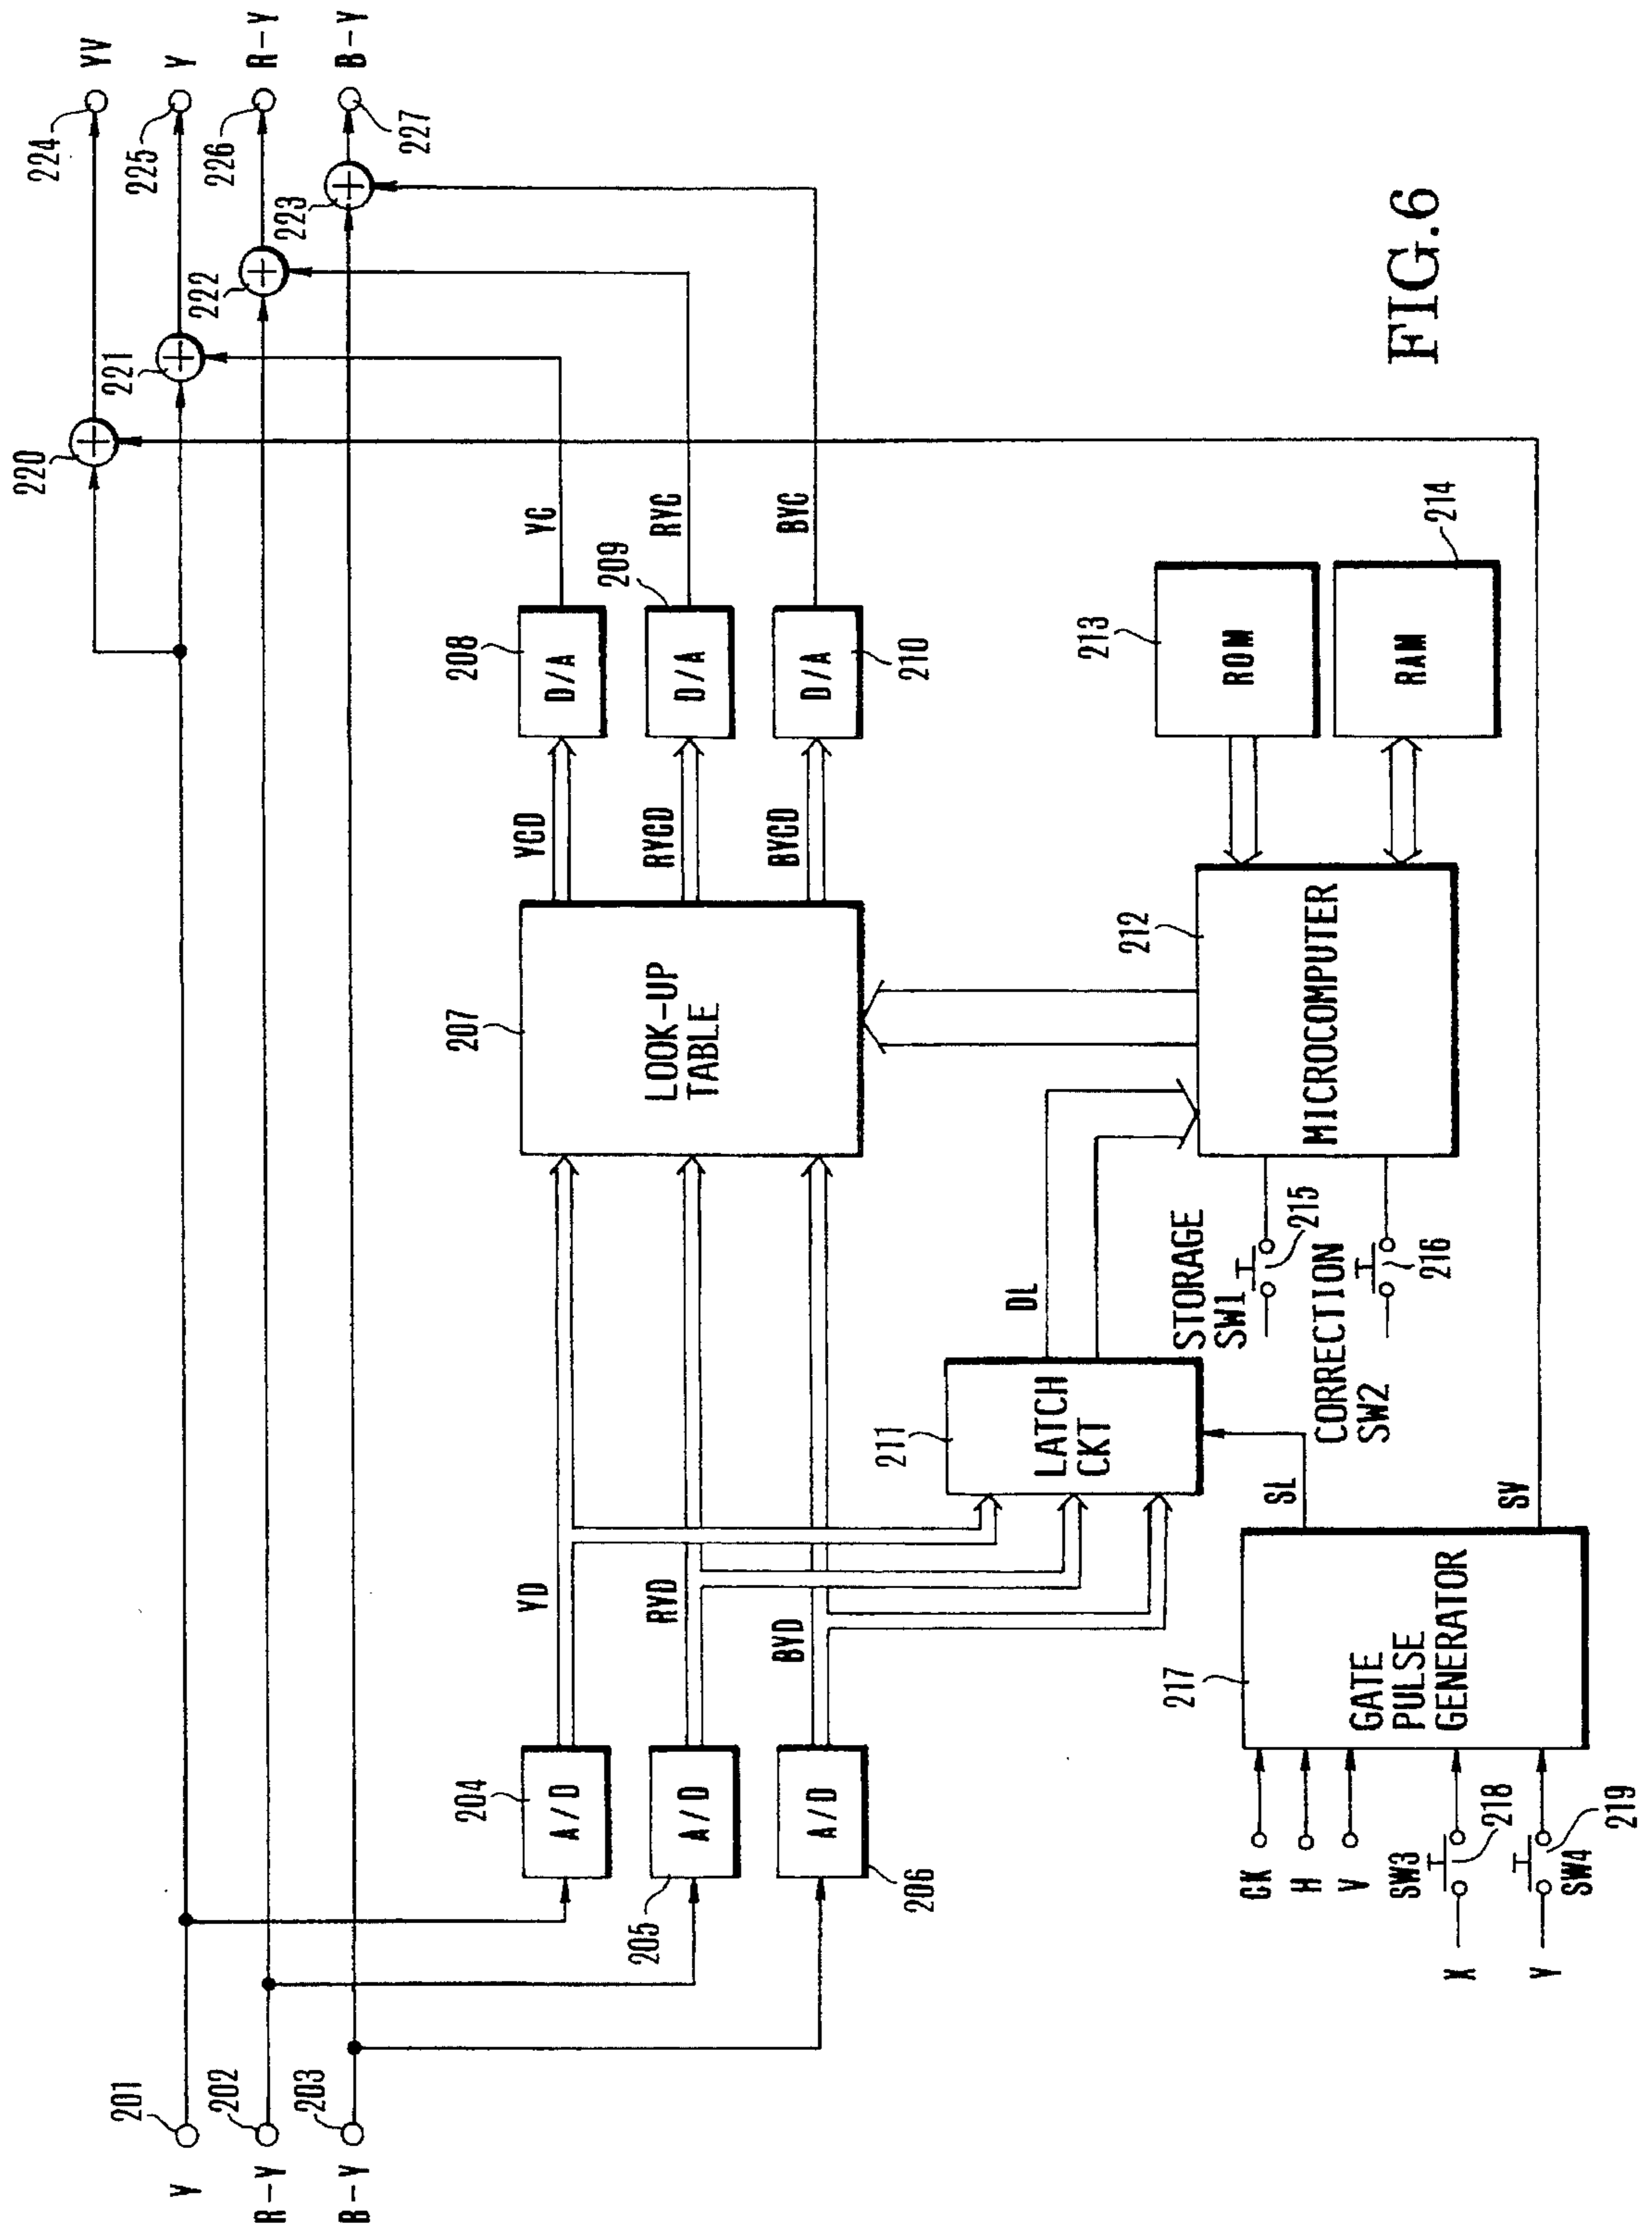 201
Y
202
R-Y
203
B-Y
204
A/D
205
A/D
206
A/D
YD
RYD
BYD
207
LOOK-UP
TABLE
YCD
RYCD
BYCD
208
D/A
209
D/A
210
D/A
YC
RYC
BYC
220
221
222
223
224
YV
225
Y
226
R-Y
227
B-Y
211
LATCH
CKT
DL
212
MICROCOMPUTER
213
ROM
214
RAM
STORAGE
SW1
215
CORRECTION
SW2
216
217
GATE
PULSE
GENERATOR
SL
SV
CK
H
V
SW3
218
X
SW4
219
Y
FIG.6